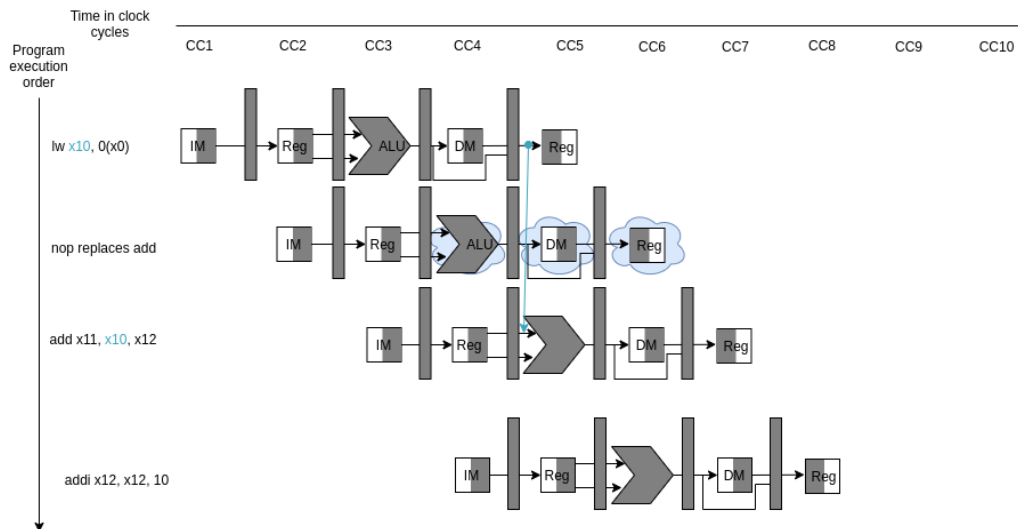 Time in clock
cycles
CC1 CC2 CC3 CC4 CC5 CC6 CC7 CC8 CC9 CC10
Program
execution
order
lw x10, 0(x0)
IM Reg ALU DM Reg
nop replaces add
IM Reg ALU DM Reg
add x11, x10, x12
IM Reg DM Reg
addi x12, x12, 10
IM Reg DM Reg